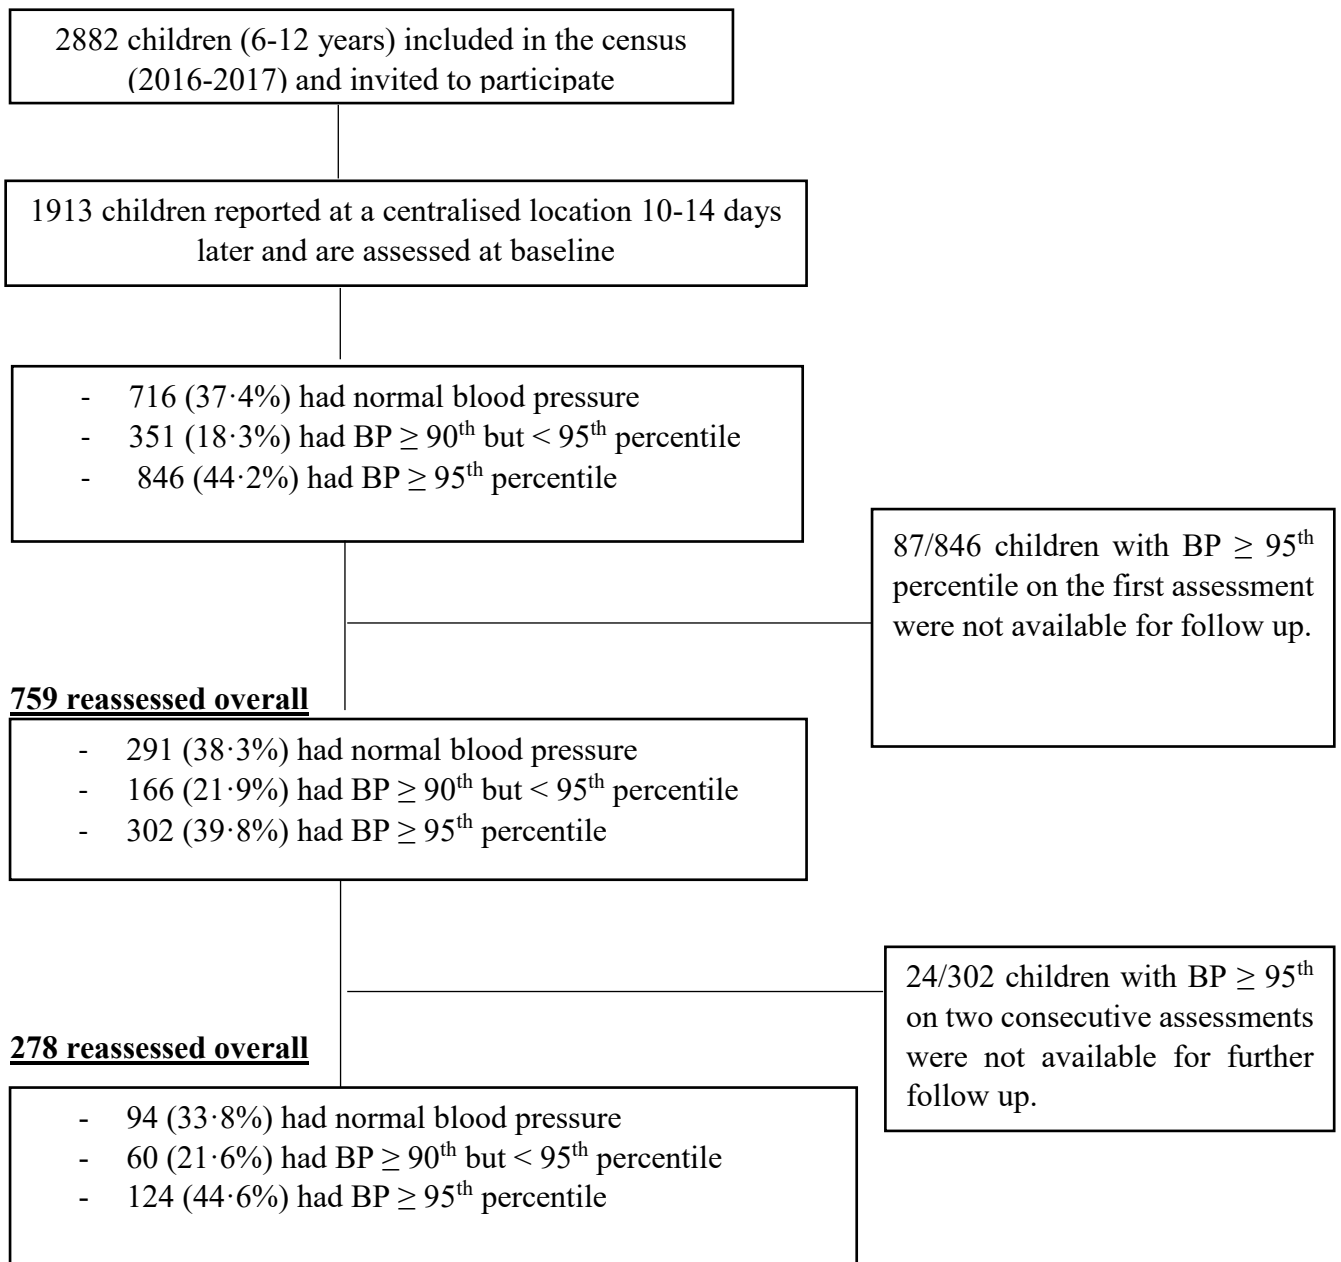 2882 children (6-12 years) included in the census
(2016-2017) and invited to participate
1913 children reported at a centralised location 10-14 days
later and are assessed at baseline
- 716 (37·4%) had normal blood pressure
- 351 (18·3%) had BP ≥ 90th but < 95th percentile
- 846 (44·2%) had BP ≥ 95th percentile
87/846 children with BP ≥ 95th
percentile on the first assessment
were not available for follow up.
759 reassessed overall
- 291 (38·3%) had normal blood pressure
- 166 (21·9%) had BP ≥ 90th but < 95th percentile
- 302 (39·8%) had BP ≥ 95th percentile
24/302 children with BP ≥ 95th
on two consecutive assessments
were not available for further
follow up.
278 reassessed overall
- 94 (33·8%) had normal blood pressure
- 60 (21·6%) had BP ≥ 90th but < 95th percentile
- 124 (44·6%) had BP ≥ 95th percentile